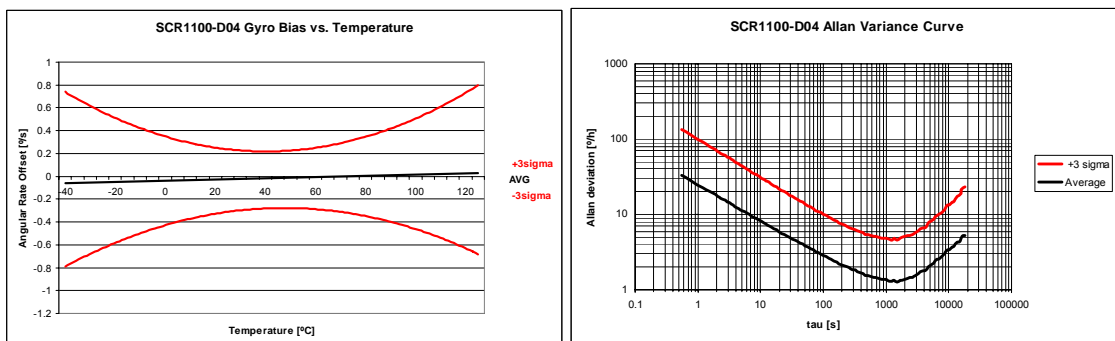 SCR1100-D04 Gyro Bias vs. Temperature
1
0.8
0.6
0.4
0.2
0
-0.2
-0.4
-0.6
-0.8
-1
-1.2
-40
-20
0
20
40
60
80
100
120
Angular Rate Offset [º/s]
Temperature [ºC]
+3sigma
AVG
-3sigma
SCR1100-D04 Allan Variance Curve
1000
100
10
1
0.1
1
10
100
1000
10000
100000
Allan deviation [º/h]
tau [s]
+3 sigma
Average